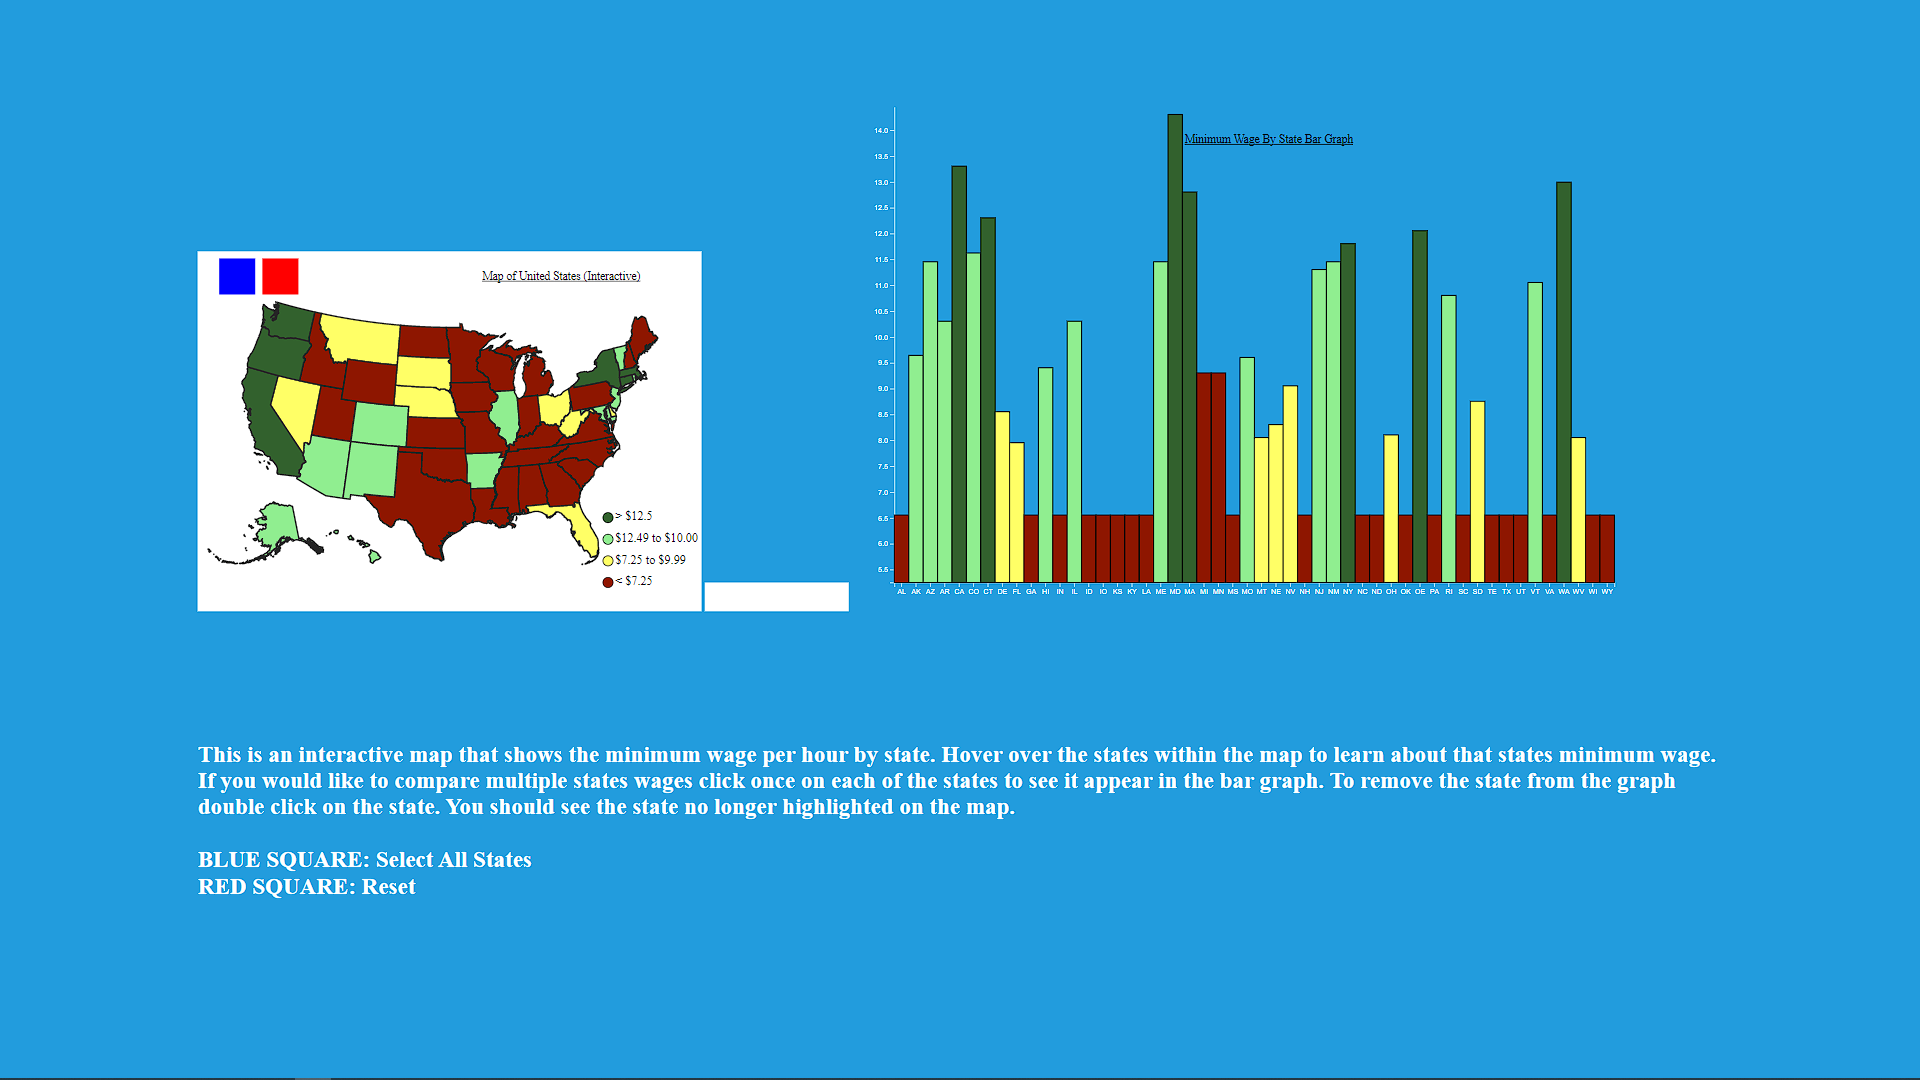 Map of United States (Interactive)
> $12.5
$12.49 to $10.00
$7.25 to $9.99
< $7.25
Minimum Wage By State Bar Graph
14.0
13.5
13.0
12.5
12.0
11.5
11.0
10.5
10.0
9.5
9.0
8.5
8.0
7.5
7.0
6.5
6.0
5.5
AL AK AZ AR CA CO CT DE FL GA HI IN IL ID IO KS KY LA ME MD MA MI MN MS MO MT NE NV NH NJ NM NY NC ND OH OK OE PA RI SC SD TE TX UT VT VA WA WV WI WY
This is an interactive map that shows the minimum wage per hour by state. Hover over the states within the map to learn about that states minimum wage.
If you would like to compare multiple states wages click once on each of the states to see it appear in the bar graph. To remove the state from the graph
double click on the state. You should see the state no longer highlighted on the map.
BLUE SQUARE: Select All States
RED SQUARE: Reset